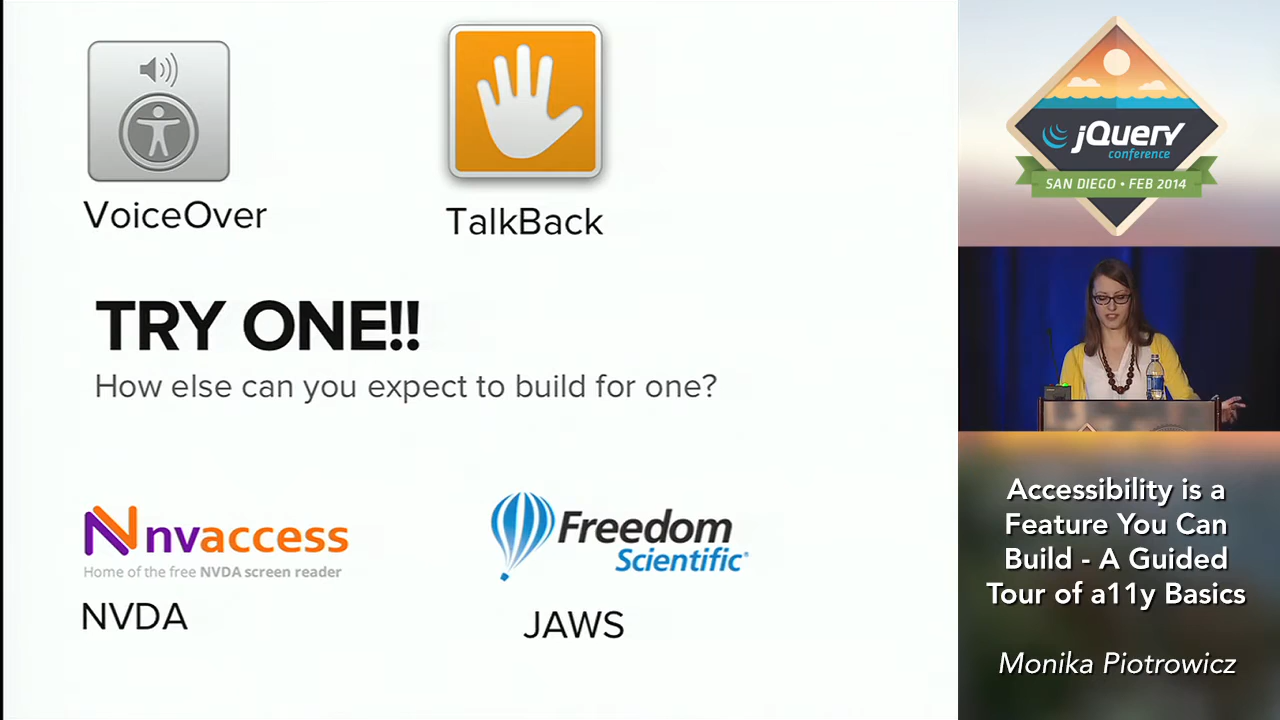 VoiceOver
TalkBack
TRY ONE!!
How else can you expect to build for one?
nvaccess
Home of the free NVDA screen reader
NVDA
Freedom
Scientific®
JAWS
jQuery
conference
SAN DIEGO • FEB 2014
Accessibility is a
Feature You Can
Build - A Guided
Tour of a11y Basics
Monika Piotrowicz